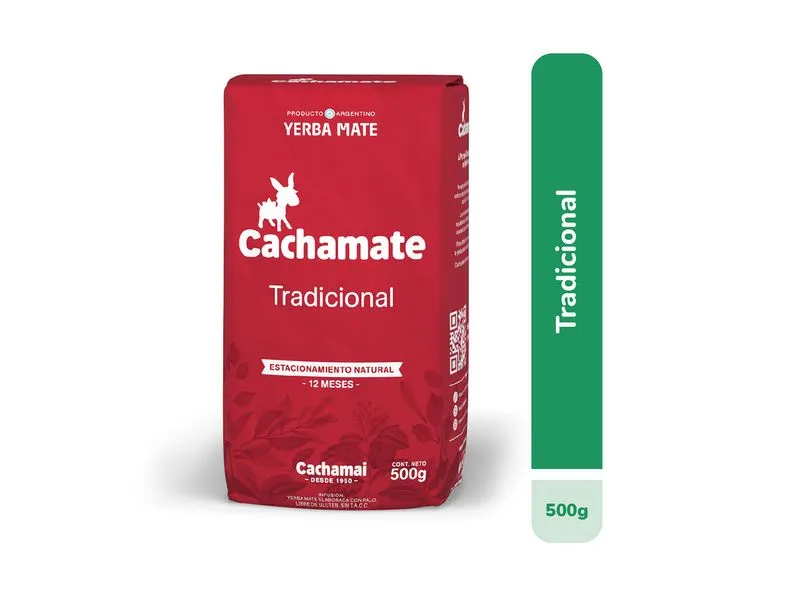 Cachamate
PRODUCTO ARGENTINO
YERBA MATE
Cachamate
Tradicional
ESTACIONAMIENTO NATURAL
- 12 MESES -
Cachamai
- DESDE 1950 -
CONT. NETO
500g
INFUSIÓN
YERBA MATE ELABORADA CON PALO
LIBRE DE GLUTEN. SIN T.A.C.C.
Tradicional
500g